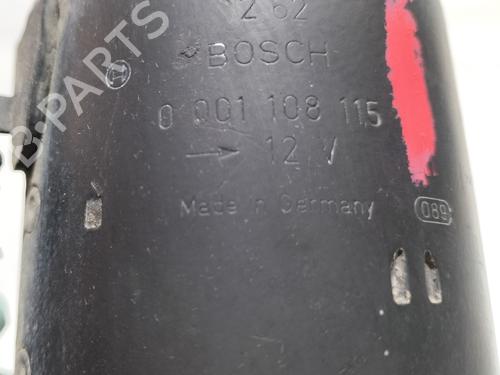 2 62
BOSCH
0 001 108 115
12 V
Made in Germany
089
B-PARTS